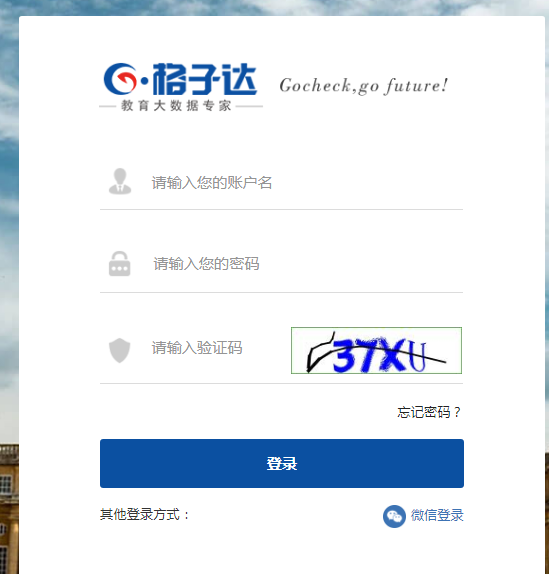 格子达
教育大数据专家
Gocheck,go future!
请输入您的账户名
请输入您的密码
请输入验证码
37XU
忘记密码？
登录
其他登录方式：
微信登录